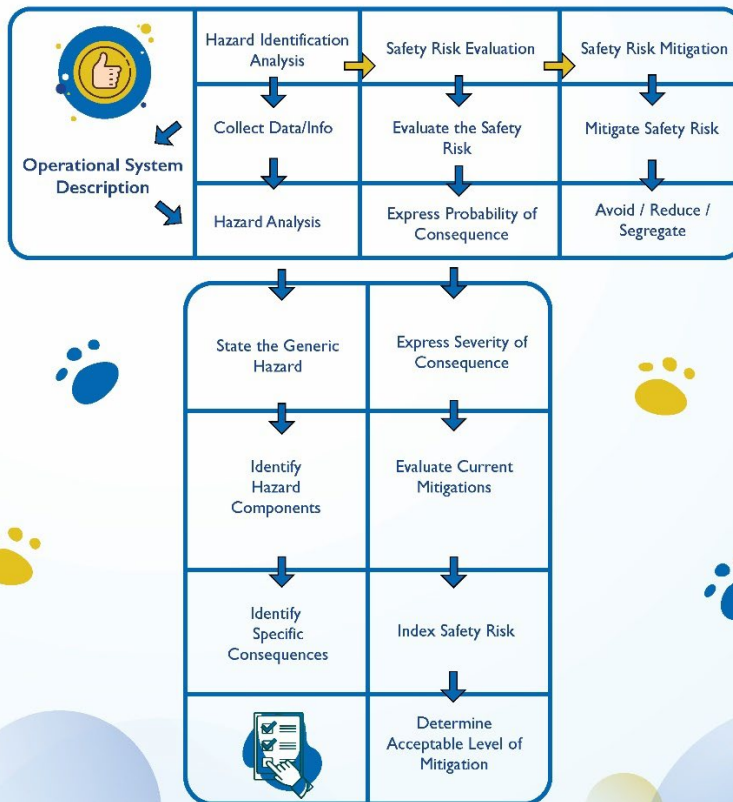 Hazard Identification
Analysis
Safety Risk Evaluation
Safety Risk Mitigation
Collect Data/Info
Evaluate the Safety
Risk
Mitigate Safety Risk
Operational System
Description
Hazard Analysis
Express Probability of
Consequence
Avoid / Reduce /
Segregate
State the Generic
Hazard
Express Severity of
Consequence
Identify
Hazard
Components
Evaluate Current
Mitigations
Identify
Specific
Consequences
Index Safety Risk
Determine
Acceptable Level of
Mitigation